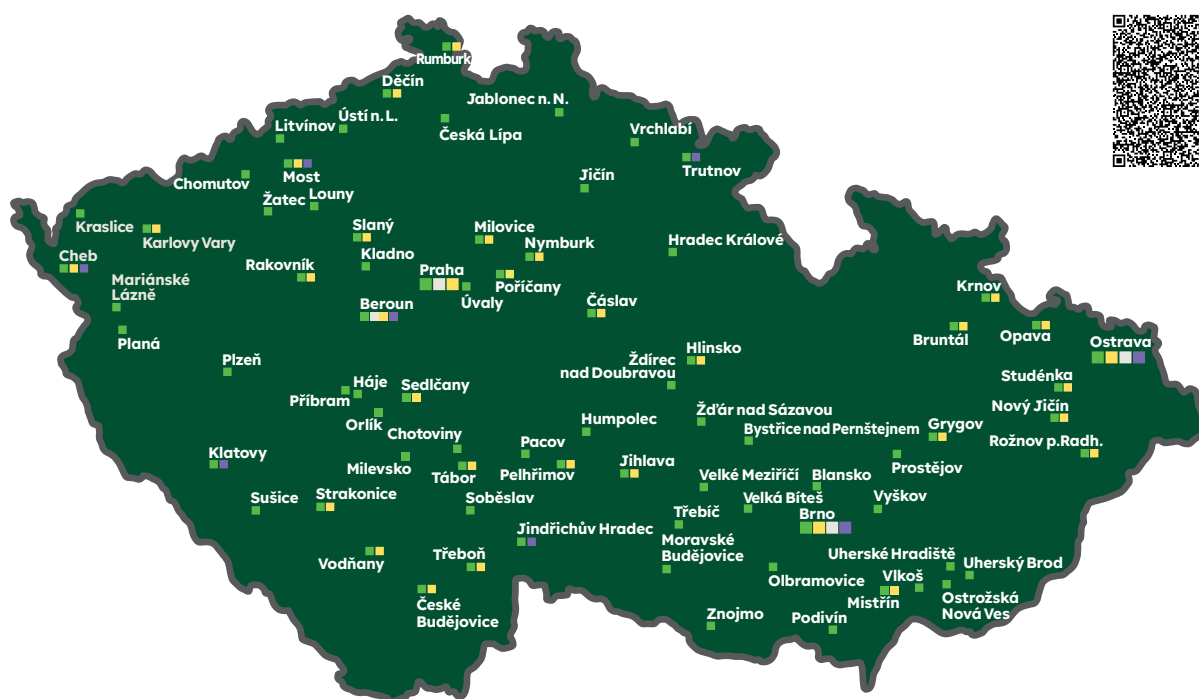 Rumburk
Děčín
Jablonec n. N.
Ústí n. L.
Litvínov
Česká Lípa
Vrchlabí
Most
Trutnov
Chomutov
Jičín
Žatec
Louny
Kraslice
Slaný
Milovice
Karlovy Vary
Nymburk
Hradec Králové
Cheb
Kladno
Rakovník
Praha
Poříčany
Mariánské
Lázně
Úvaly
Krnov
Beroun
Čáslav
Planá
Bruntál
Opava
Ostrava
Hlinsko
Plzeň
Ždírec
nad Doubravou
Studénka
Háje
Sedlčany
Příbram
Nový Jičín
Orlík
Humpolec
Žďár nad Sázavou
Grygov
Chotoviny
Bystřice nad Pernštejnem
Rožnov p.Radh.
Klatovy
Pacov
Milevsko
Jihlava
Prostějov
Tábor
Pelhřimov
Velké Meziříčí
Blansko
Sušice
Strakonice
Soběslav
Velká Bíteš
Vyškov
Třebíč
Brno
Jindřichův Hradec
Moravské
Budějovice
Vodňany
Třeboň
Uherské Hradiště
Uherský Brod
Olbramovice
Vlkoš
České
Budějovice
Mistřín
Ostrožská
Nová Ves
Znojmo
Podivín